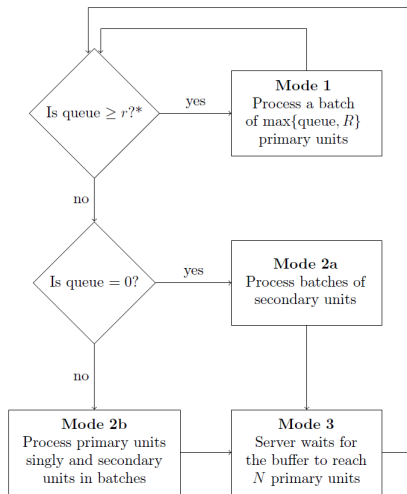 Is queue ≥ r?*
yes
Mode 1
Process a batch
of max{queue, R}
primary units
no
Is queue = 0?
yes
Mode 2a
Process batches of
secondary units
no
Mode 2b
Process primary units
singly and secondary
units in batches
Mode 3
Server waits for
the buffer to reach
N primary units